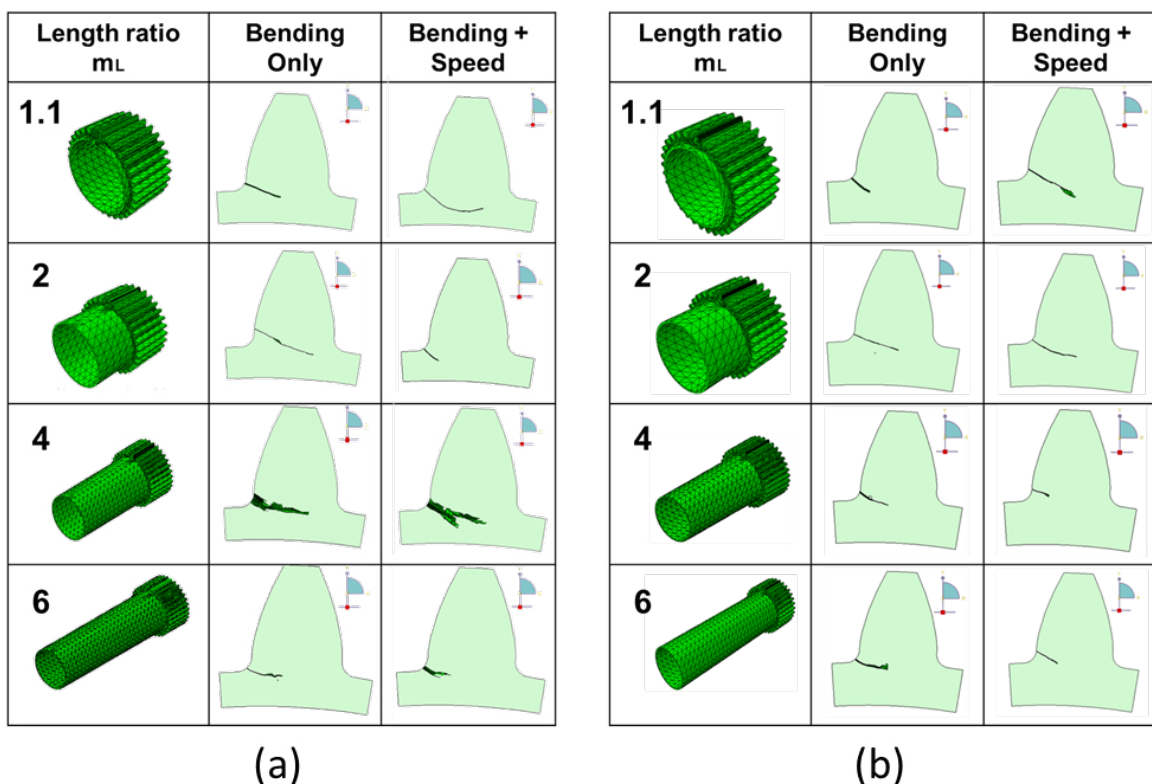 Length ratio
mL
Bending
Only
Bending +
Speed
1.1
2
4
6
(a)
Length ratio
mL
Bending
Only
Bending +
Speed
1.1
2
4
6
(b)